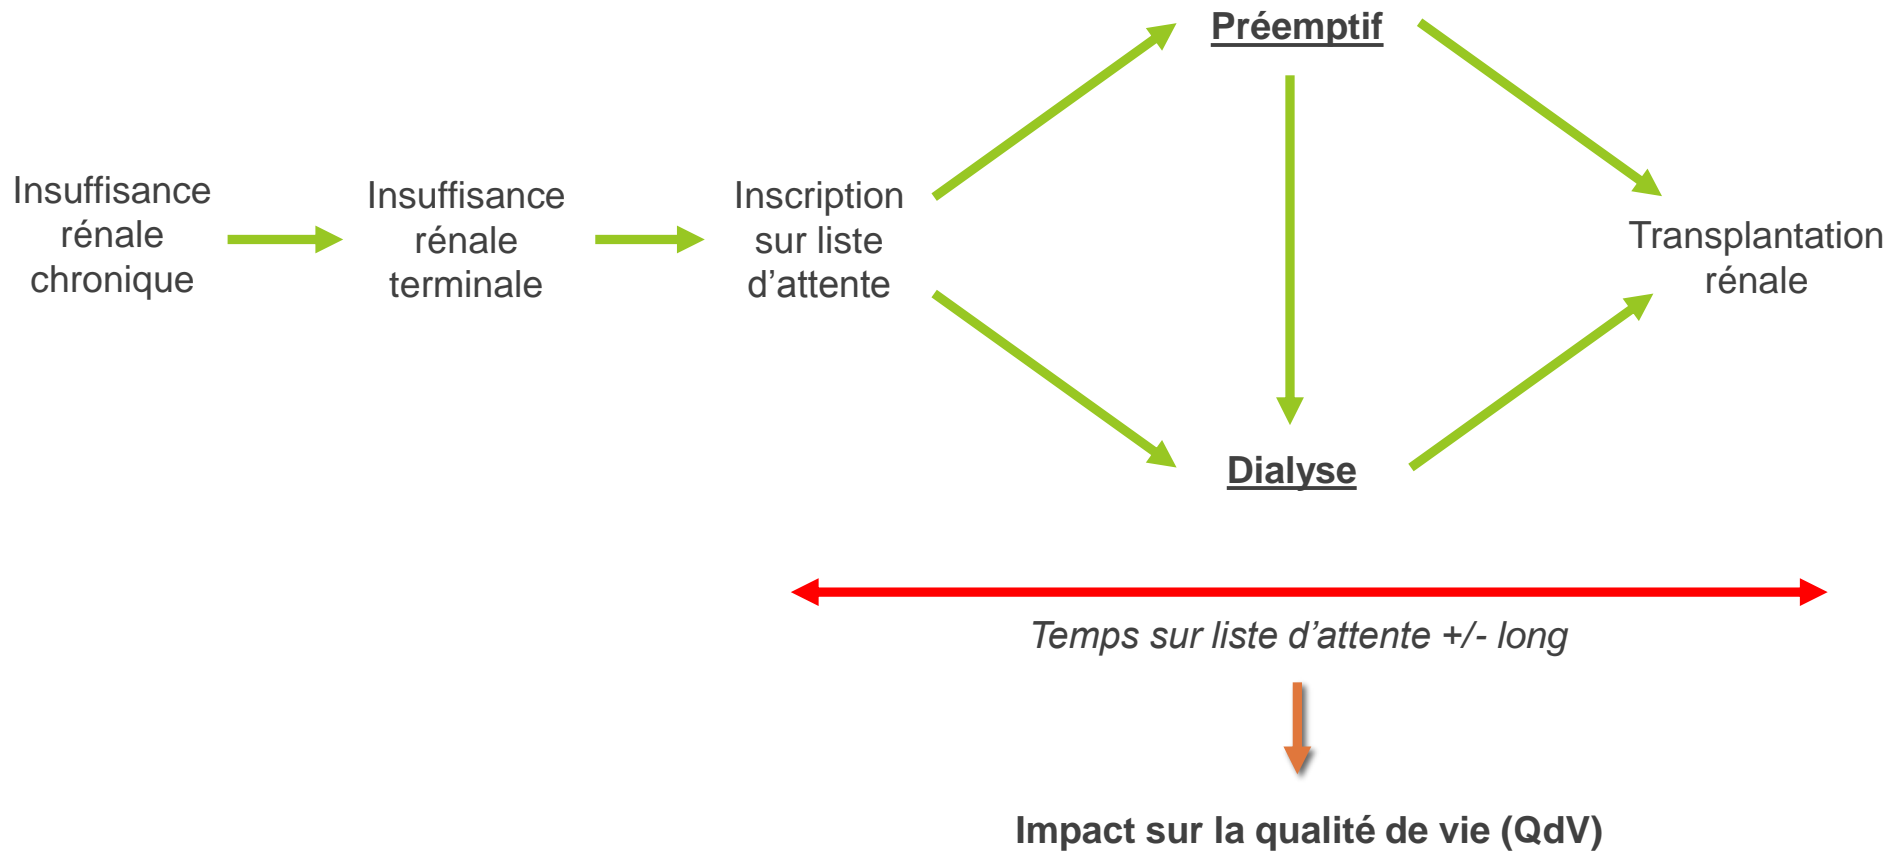 Préemptif
Insuffisance
rénale
chronique
Insuffisance
rénale
terminale
Inscription
sur liste
d’attente
Transplantation
rénale
Dialyse
Temps sur liste d’attente +/- long
Impact sur la qualité de vie (QdV)